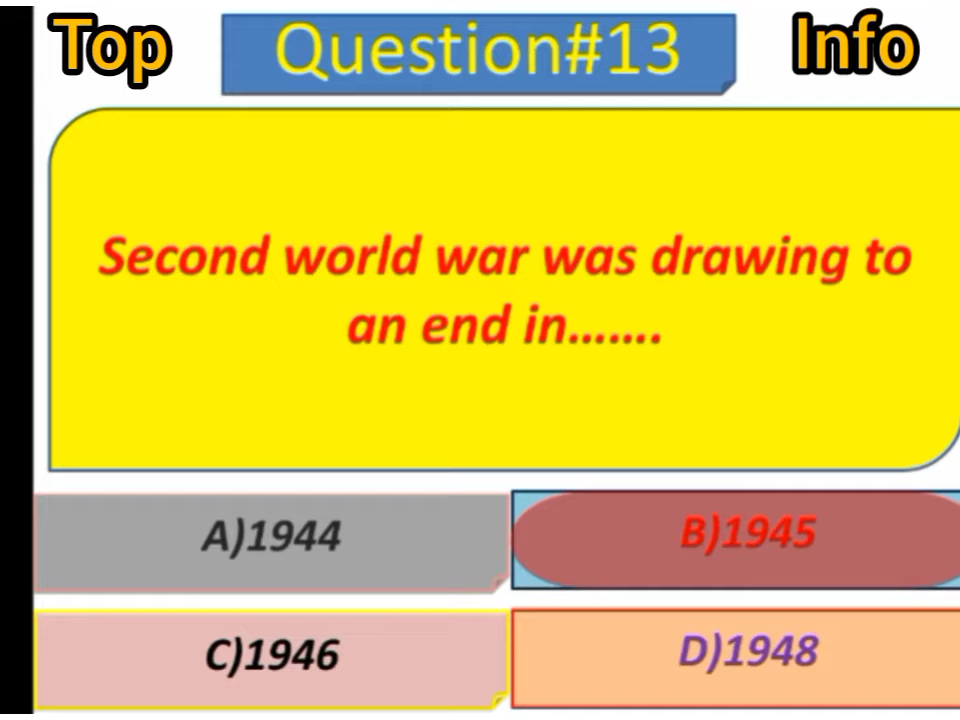 Top
Question#13
Info
Second world war was drawing to
an end in.......
A)1944
B)1945
C)1946
D)1948